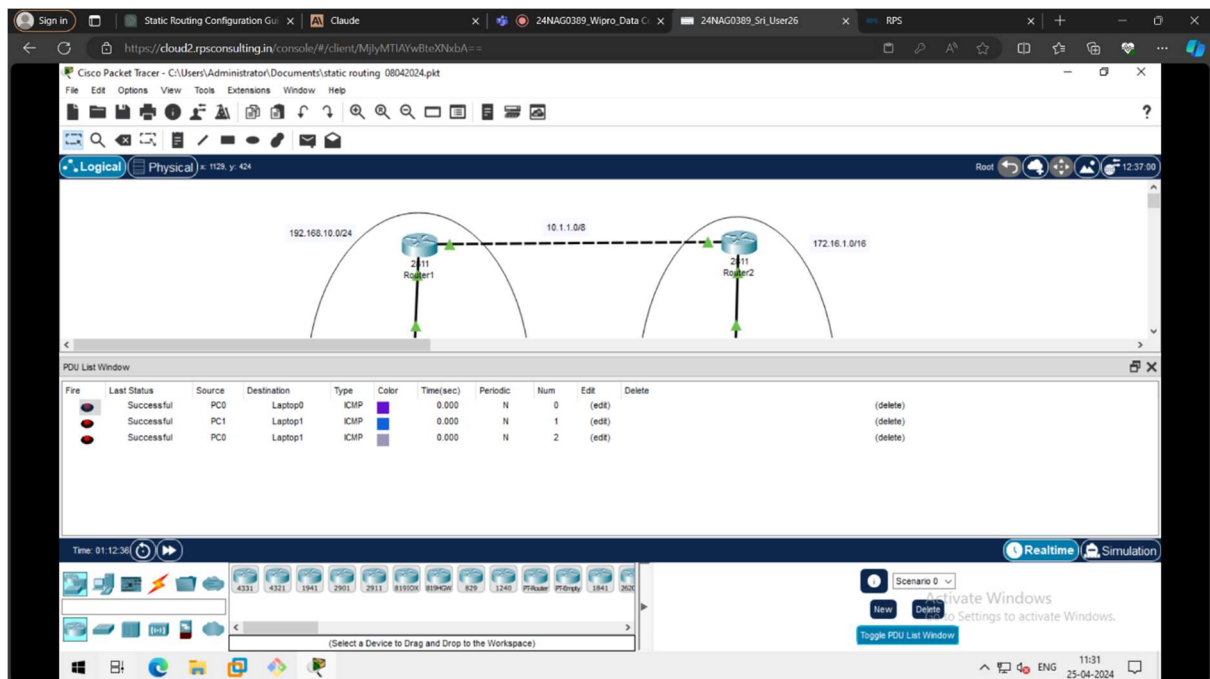 Sign in
Static Routing Configuration Gui
Claude
24NAG0389_Wipro_Data C
24NAG0389_Sri_User26
RPS
https://cloud2.rpsconsulting.in/console/#/client/MjIyMTIAYwBteXNxbA==
Cisco Packet Tracer - C:\Users\Administrator\Documents\static routing 08042024.pkt
File Edit Options View Tools Extensions Window Help
Logical Physical x: 1129, y: 424 Root 12:37:00
192.168.10.0/24 10.1.1.0/8 172.16.1.0/16
Router1
Router2
PDU List Window
Fire Last Status Source Destination Type Color Time(sec) Periodic Num Edit Delete
Successful PC0 Laptop0 ICMP 0.000 N 0 (edit) (delete)
Successful PC1 Laptop1 ICMP 0.000 N 1 (edit) (delete)
Successful PC0 Laptop1 ICMP 0.000 N 2 (edit) (delete)
Time: 01:12:36 Realtime Simulation
4331 4321 1941 2901 2911 819IOX 819HGW 829 1240 PT-Router PT-Empty 1841 2620
Scenario 0
New Delete
Toggle PDU List Window
Activate Windows
to Settings to activate Windows.
(Select a Device to Drag and Drop to the Workspace)
ENG 11:31
25-04-2024